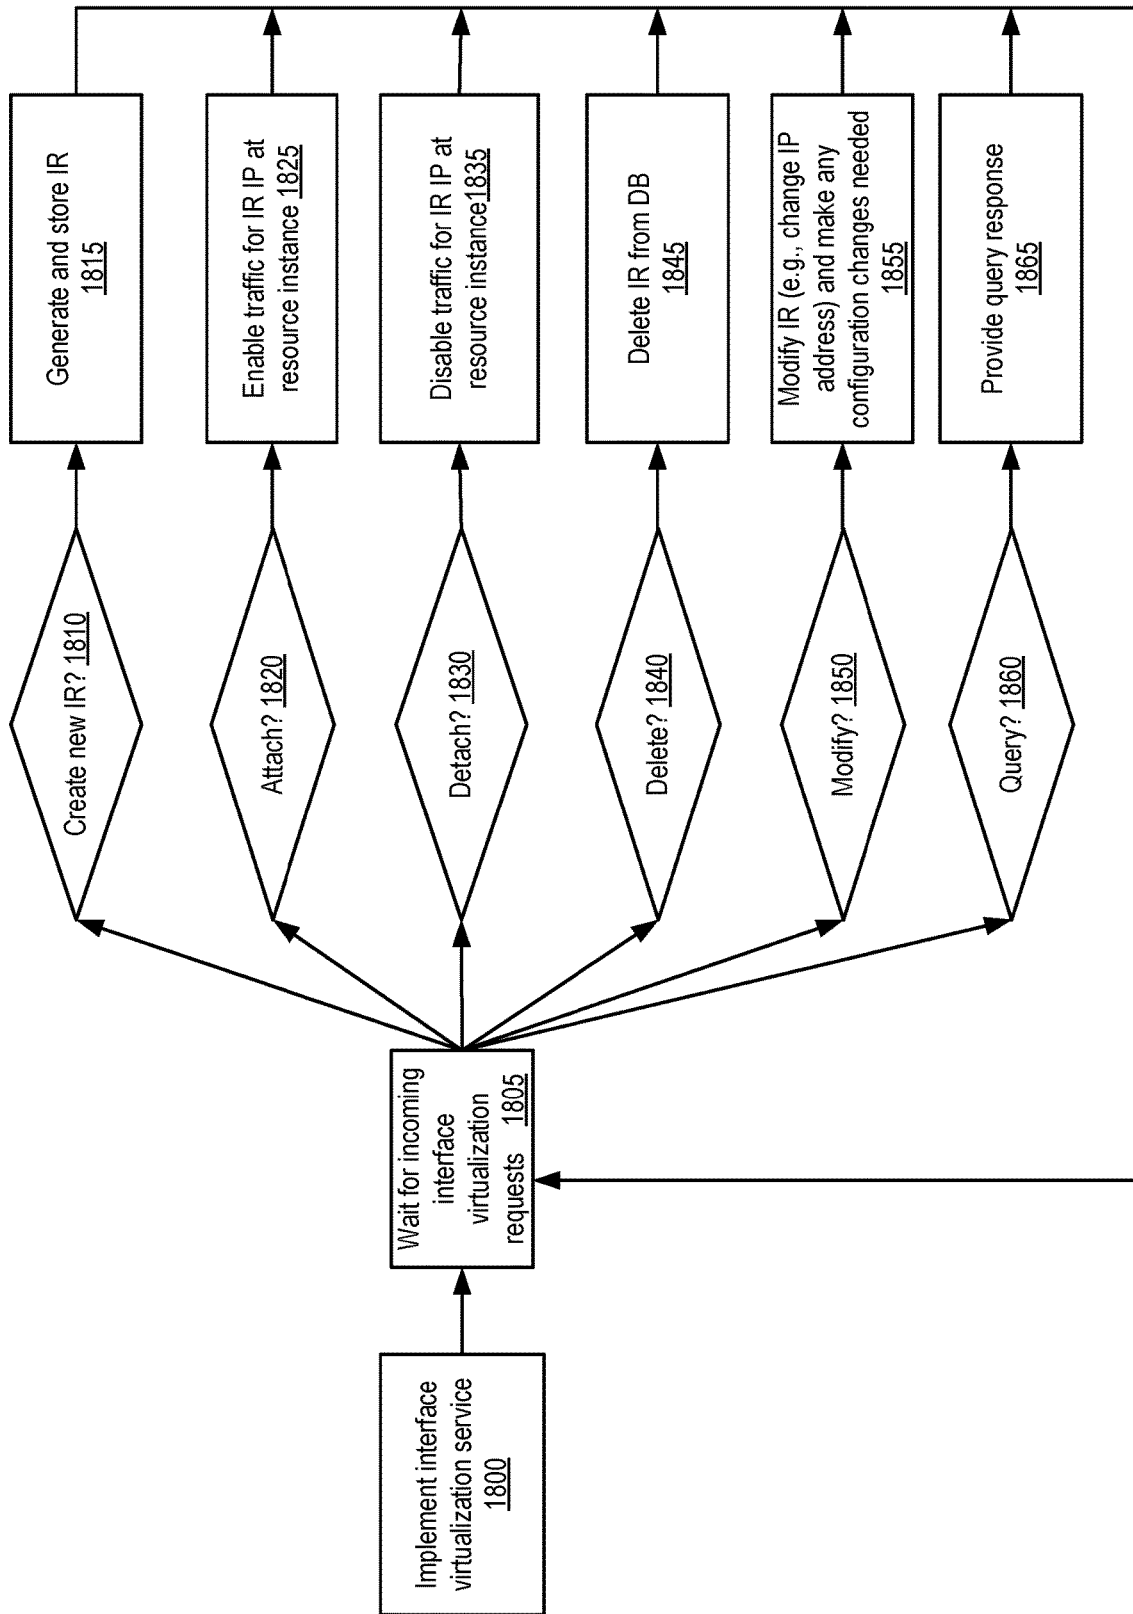 Implement interface
virtualization service
1800
Wait for incoming
interface
virtualization
requests 1805
Create new IR? 1810
Generate and store IR
1815
Attach? 1820
Enable traffic for IR IP at
resource instance 1825
Detach? 1830
Disable traffic for IR IP at
resource instance1835
Delete? 1840
Delete IR from DB
1845
Modify? 1850
Modify IR (e.g., change IP
address) and make any
configuration changes needed
1855
Query? 1860
Provide query response
1865